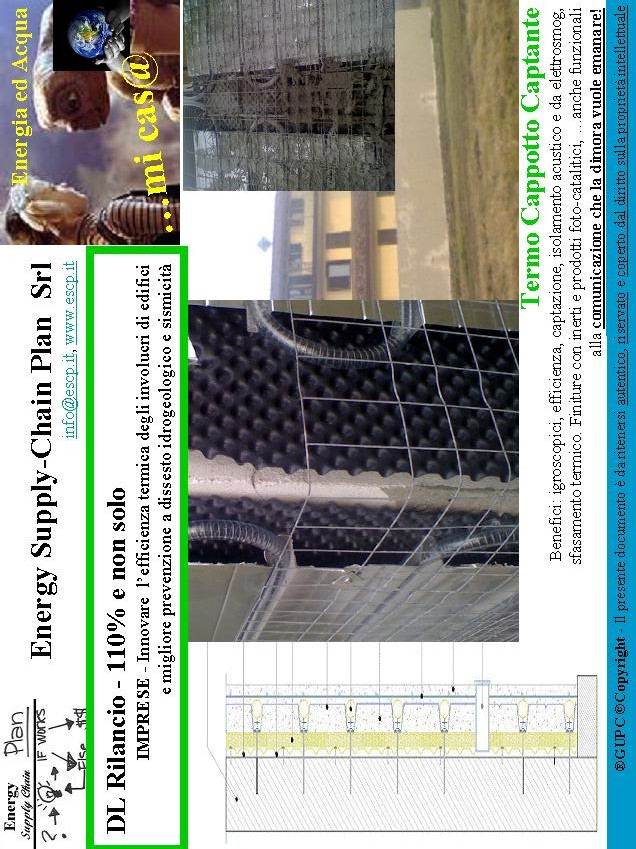 Energy
Supply Chain
Plan
? → IF WORKS
Else
Energy Supply-Chain Plan Srl
info@escp.it, www.escp.it
Energia ed Acqua
...mi cas@
DL Rilancio - 110% e non solo
IMPRESE - Innovare l'efficienza termica degli involucri di edifici
e migliore prevenzione a dissesto idrogeologico e sismicità
Termo Cappotto Captante
Benefici: igroscopici, efficienza, captazione, isolamento acustico e da elettrosmog,
sfasamento termico. Finiture con inerti e prodotti foto-catalitici, ... anche funzionali
alla comunicazione che la dimora vuole emanare!
®GUPC ©Copyright - Il presente documento è da ritenersi autentico, riservato e coperto dal diritto sulla proprietà intellettuale